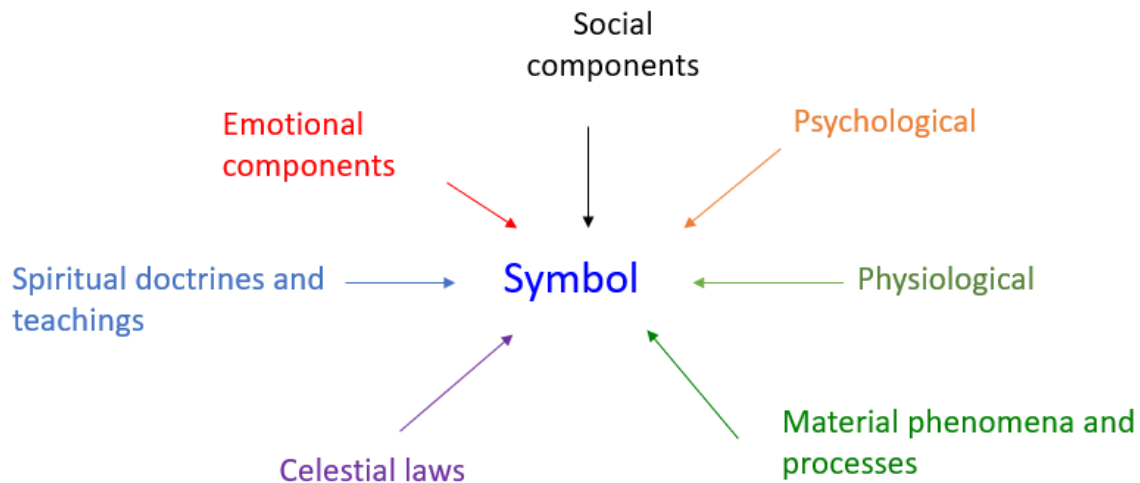 Social
components
Emotional
components
Psychological
Spiritual doctrines and
teachings
Symbol
Physiological
Celestial laws
Material phenomena and
processes